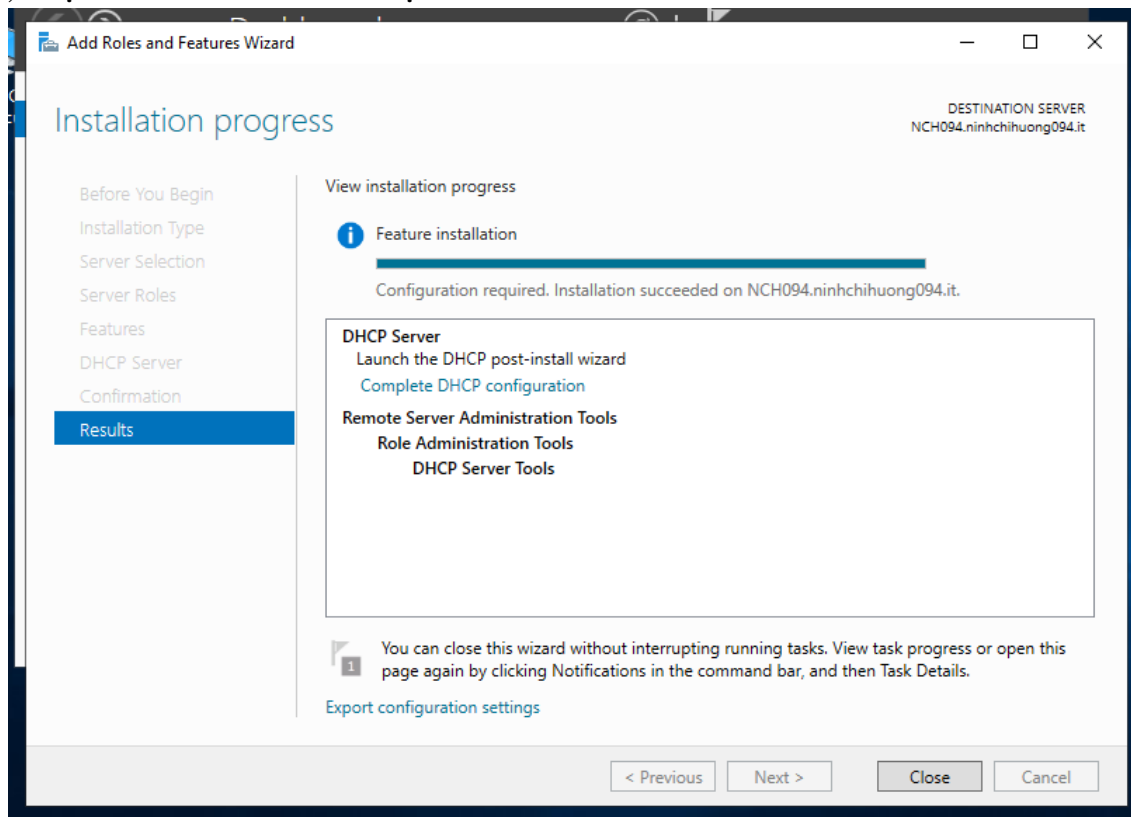 Add Roles and Features Wizard
Installation progress
DESTINATION SERVER
NCH094.ninhchihuong094.it
Before You Begin
Installation Type
Server Selection
Server Roles
Features
DHCP Server
Confirmation
Results
View installation progress
Feature installation
Configuration required. Installation succeeded on NCH094.ninhchihuong094.it.
DHCP Server
Launch the DHCP post-install wizard
Complete DHCP configuration
Remote Server Administration Tools
Role Administration Tools
DHCP Server Tools
1
You can close this wizard without interrupting running tasks. View task progress or open this
page again by clicking Notifications in the command bar, and then Task Details.
Export configuration settings
< Previous
Next >
Close
Cancel